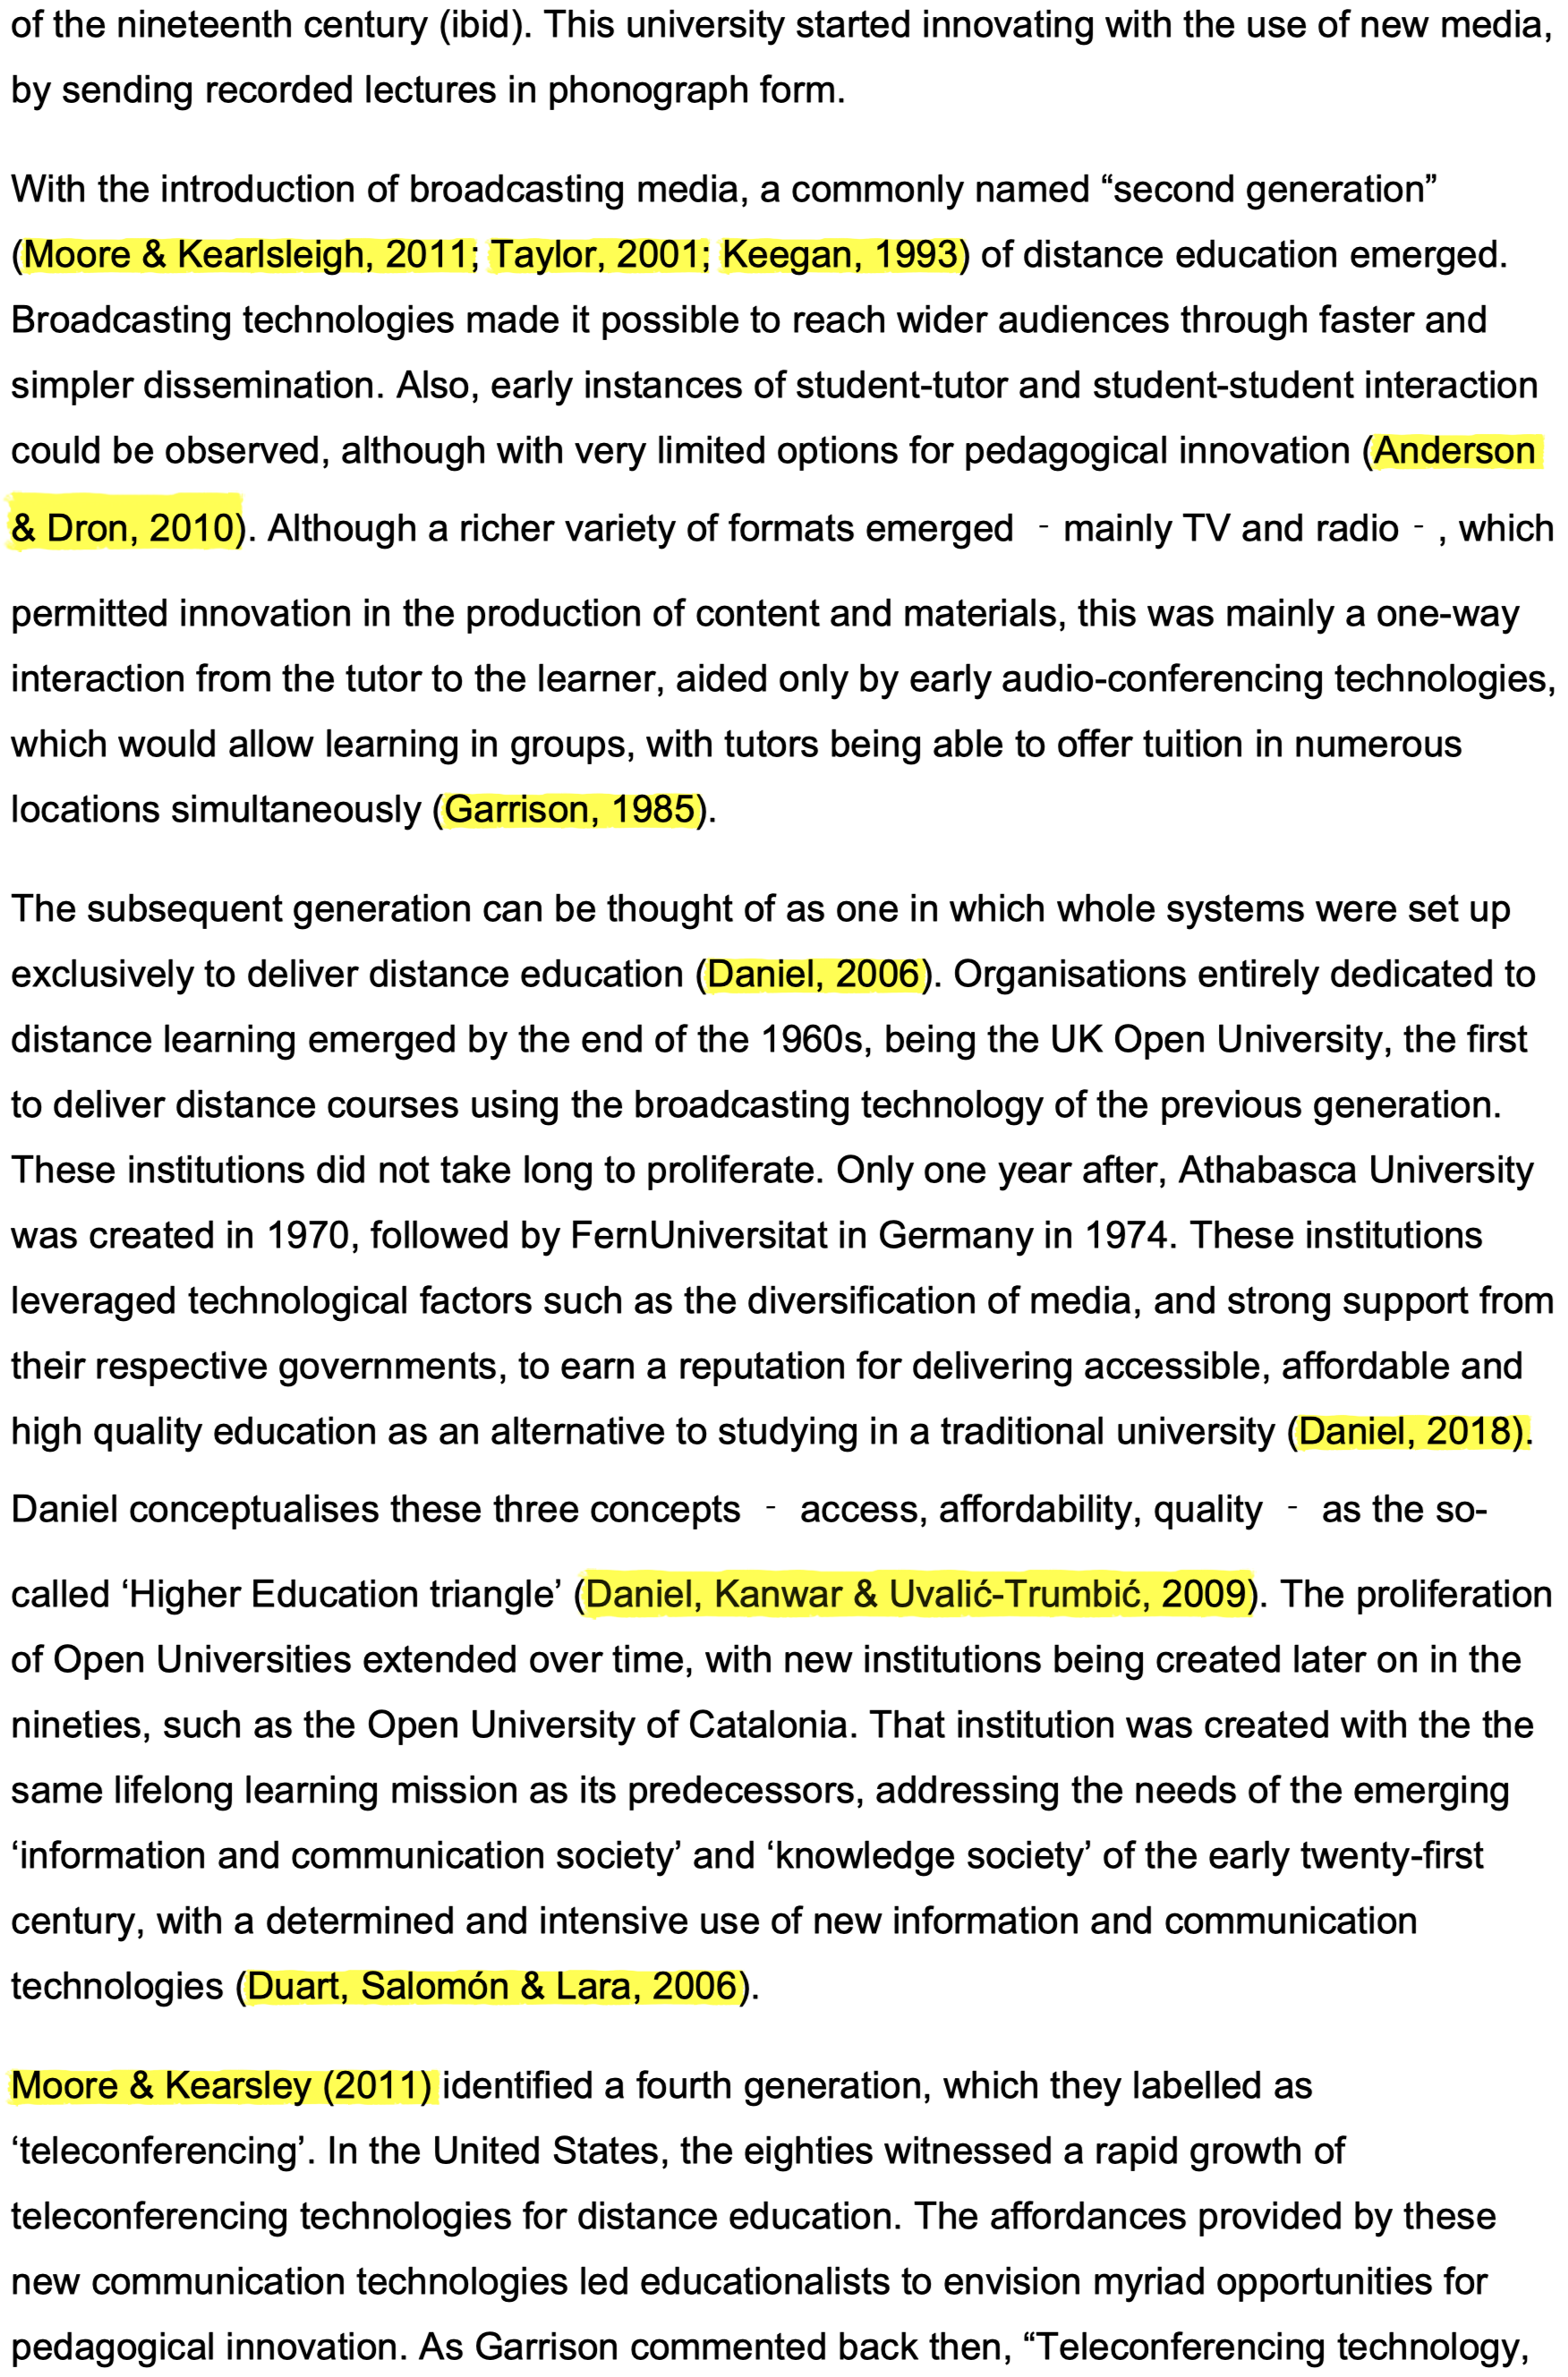 of the nineteenth century (ibid). This university started innovating with the use of new media,
by sending recorded lectures in phonograph form.
With the introduction of broadcasting media, a commonly named “second generation”
(Moore & Kearlsleigh, 2011; Taylor, 2001; Keegan, 1993) of distance education emerged.
Broadcasting technologies made it possible to reach wider audiences through faster and
simpler dissemination. Also, early instances of student-tutor and student-student interaction
could be observed, although with very limited options for pedagogical innovation (Anderson
& Dron, 2010). Although a richer variety of formats emerged - mainly TV and radio - , which
permitted innovation in the production of content and materials, this was mainly a one-way
interaction from the tutor to the learner, aided only by early audio-conferencing technologies,
which would allow learning in groups, with tutors being able to offer tuition in numerous
locations simultaneously (Garrison, 1985).
The subsequent generation can be thought of as one in which whole systems were set up
exclusively to deliver distance education (Daniel, 2006). Organisations entirely dedicated to
distance learning emerged by the end of the 1960s, being the UK Open University, the first
to deliver distance courses using the broadcasting technology of the previous generation.
These institutions did not take long to proliferate. Only one year after, Athabasca University
was created in 1970, followed by FernUniversitat in Germany in 1974. These institutions
leveraged technological factors such as the diversification of media, and strong support from
their respective governments, to earn a reputation for delivering accessible, affordable and
high quality education as an alternative to studying in a traditional university (Daniel, 2018).
Daniel conceptualises these three concepts - access, affordability, quality - as the so-
called ‘Higher Education triangle’ (Daniel, Kanwar & Uvalić-Trumbić, 2009). The proliferation
of Open Universities extended over time, with new institutions being created later on in the
nineties, such as the Open University of Catalonia. That institution was created with the the
same lifelong learning mission as its predecessors, addressing the needs of the emerging
‘information and communication society’ and ‘knowledge society’ of the early twenty-first
century, with a determined and intensive use of new information and communication
technologies (Duart, Salomón & Lara, 2006).
Moore & Kearsley (2011) identified a fourth generation, which they labelled as
‘teleconferencing’. In the United States, the eighties witnessed a rapid growth of
teleconferencing technologies for distance education. The affordances provided by these
new communication technologies led educationalists to envision myriad opportunities for
pedagogical innovation. As Garrison commented back then, “Teleconferencing technology,